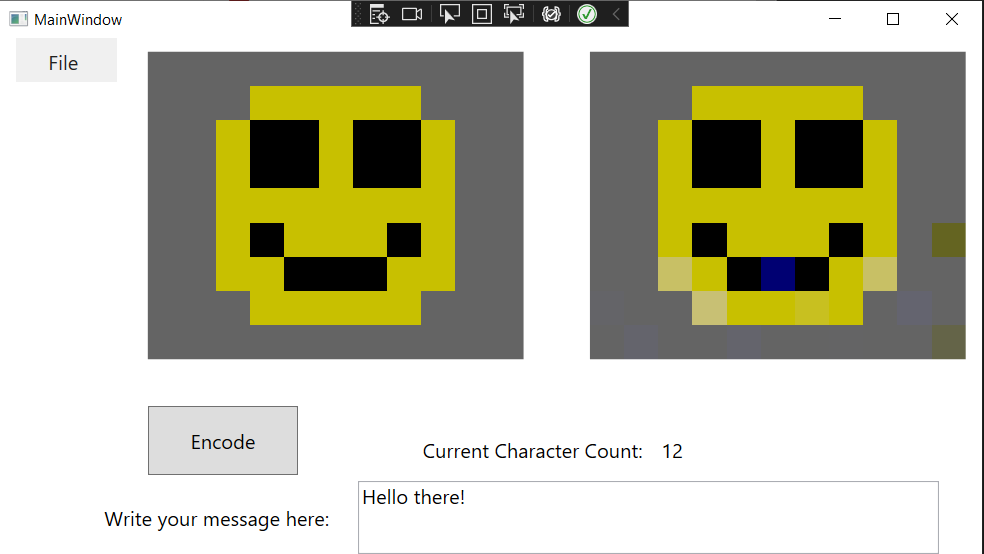 MainWindow
File
Encode
Current Character Count: 12
Write your message here:
Hello there!